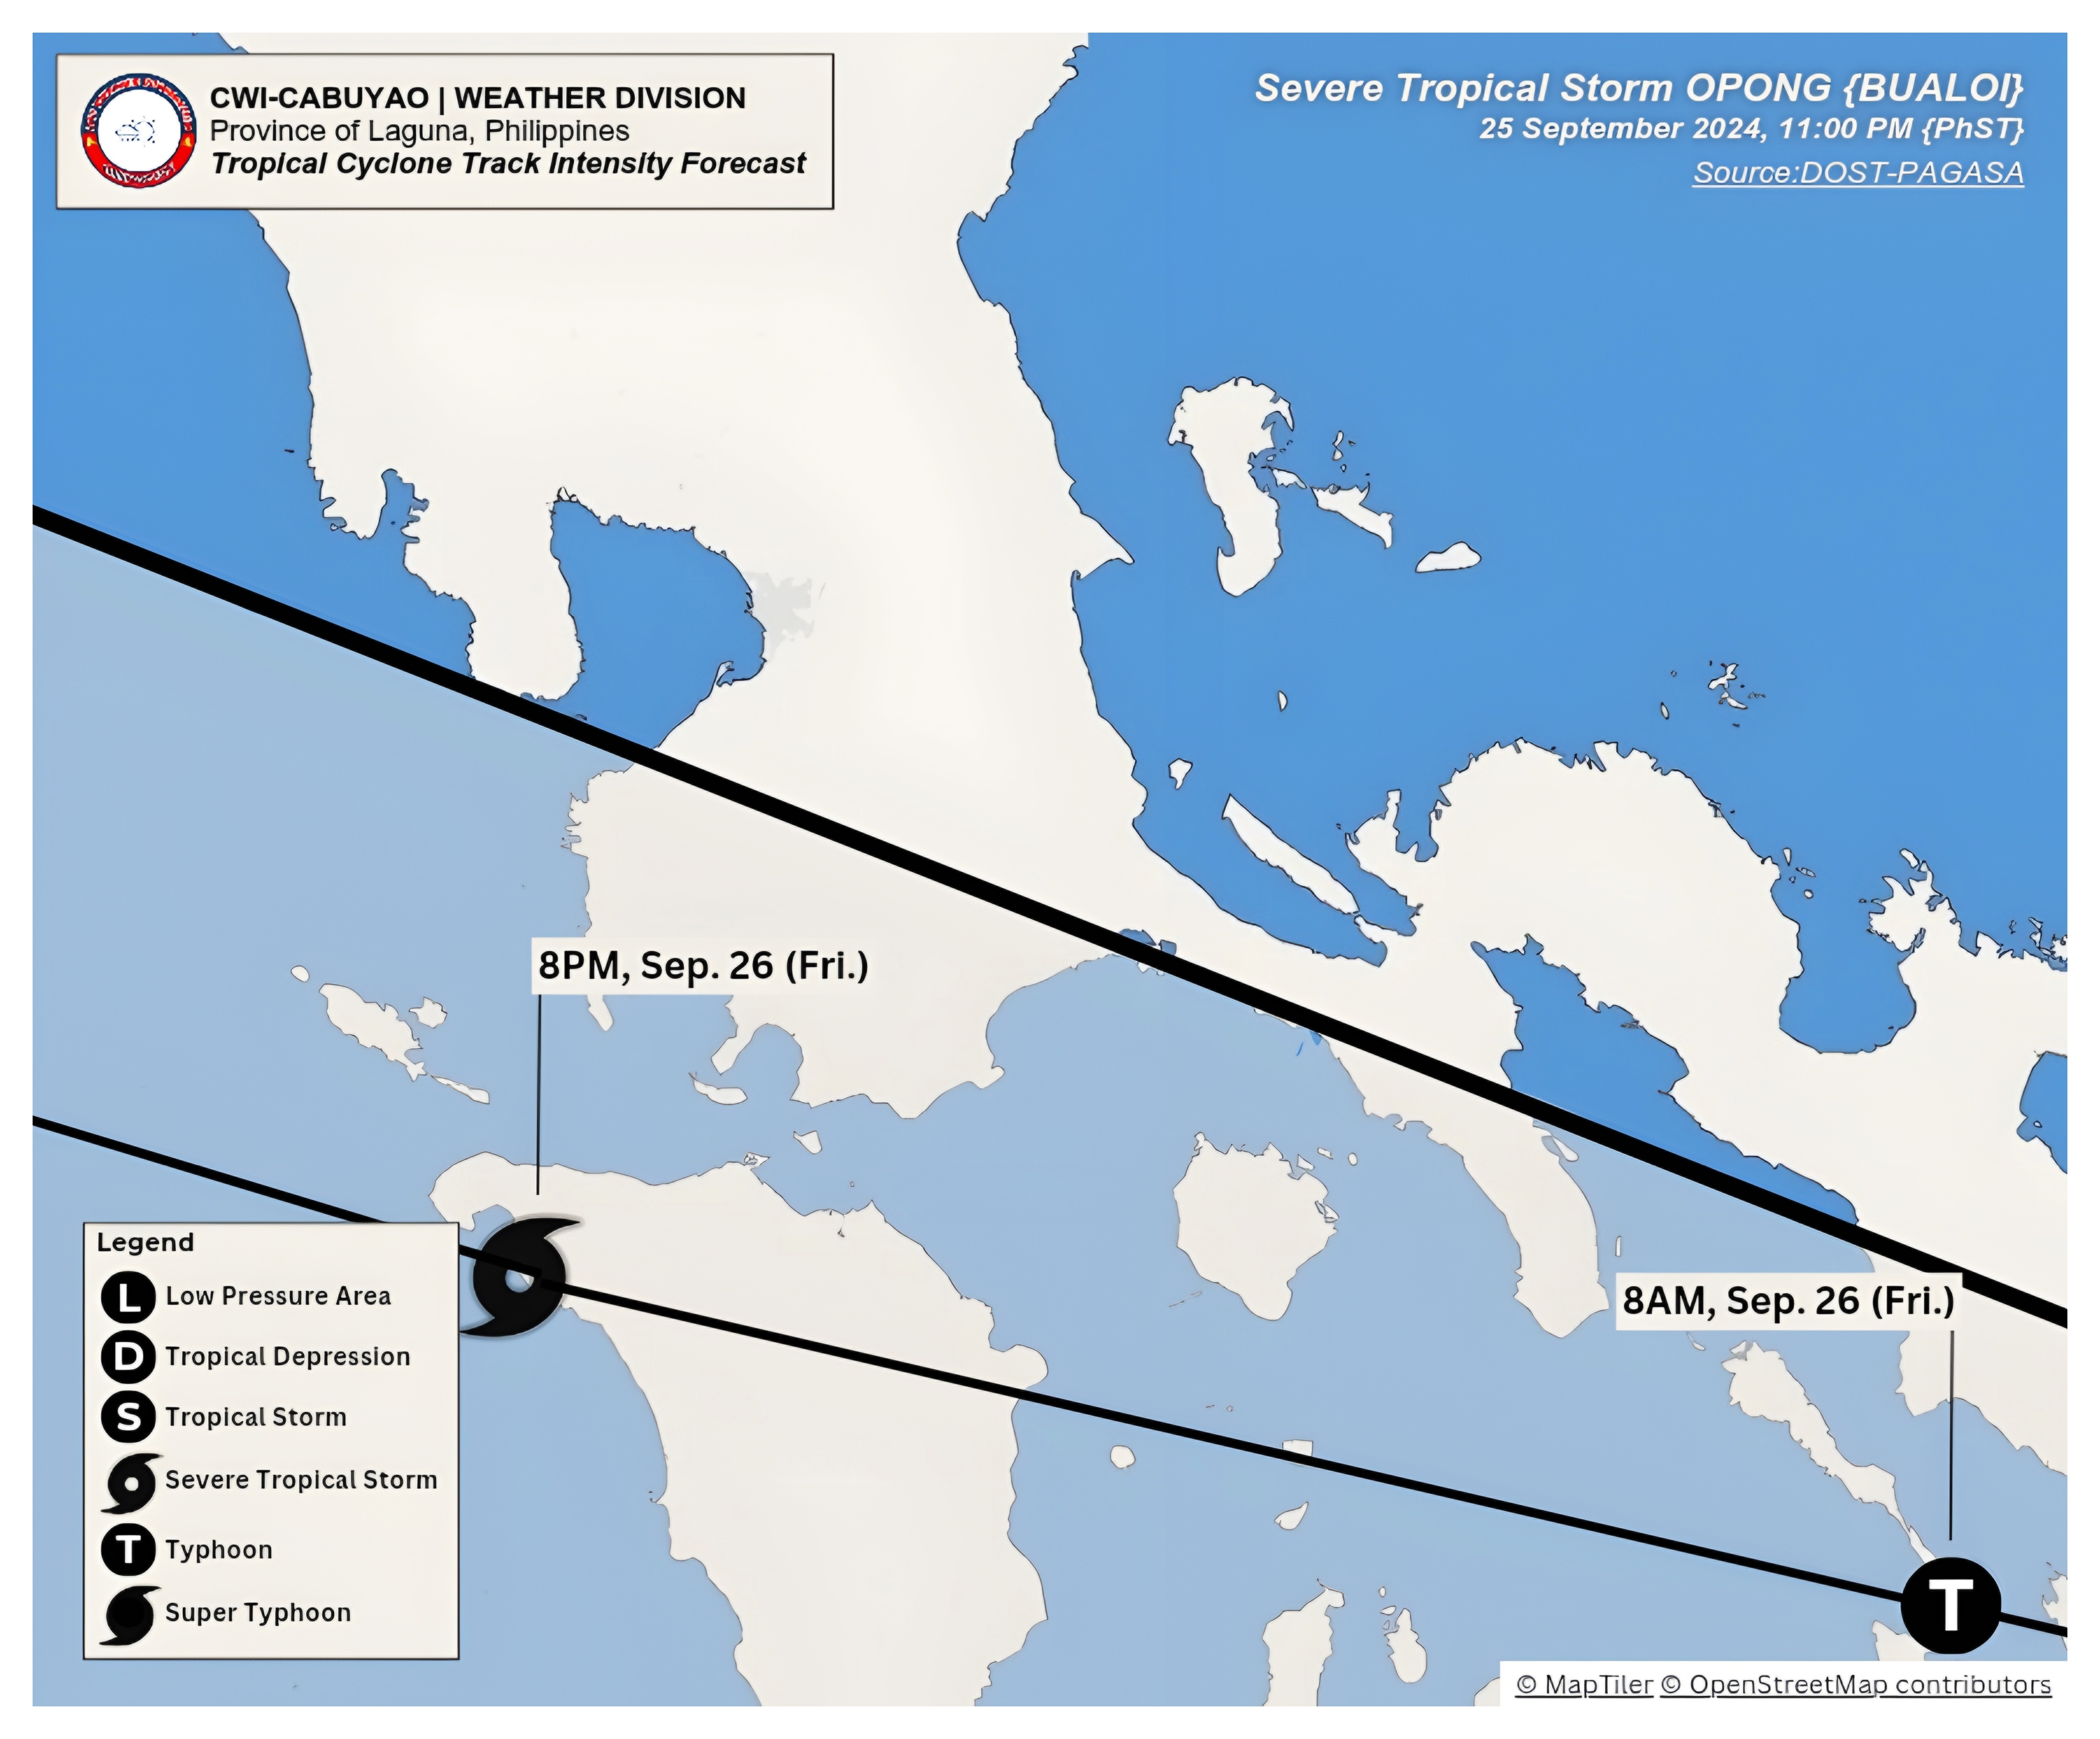 CWI-CABUYAO | WEATHER DIVISION
Province of Laguna, Philippines
Tropical Cyclone Track Intensity Forecast
Severe Tropical Storm OPONG {BUALOI}
25 September 2024, 11:00 PM {PhST}
Source:DOST-PAGASA
8PM, Sep. 26 (Fri.)
8AM, Sep. 26 (Fri.)
T
Legend
L Low Pressure Area
D Tropical Depression
S Tropical Storm
Severe Tropical Storm
T Typhoon
Super Typhoon
© MapTiler © OpenStreetMap contributors